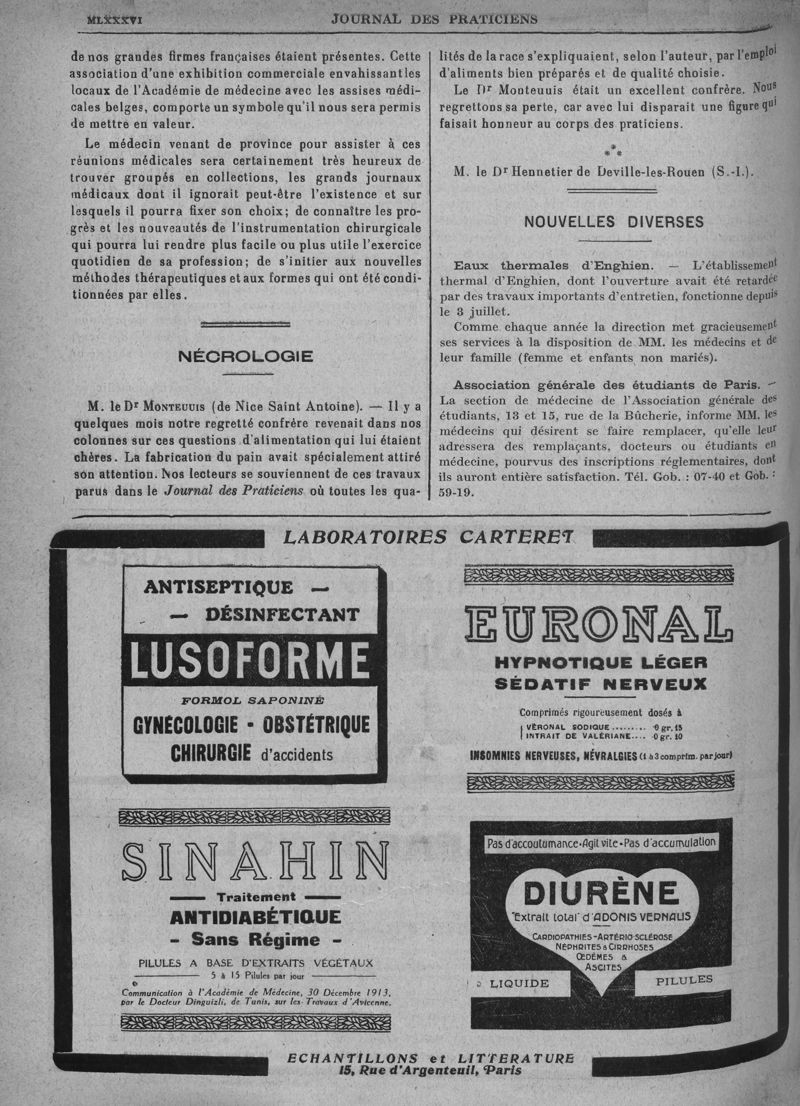 MLXXXVI
JOURNAL DES PRATICIENS
de nos grandes firmes françaises étaient présentes. Cette
association d'une exhibition commerciale envahissant les
locaux de l'Académie de médecine avec les assises médi-
cales belges, comporte un symbole qu'il nous sera permis
de mettre en valeur.
Le médecin venant de province pour assister à ces
réunions médicales sera certainement très heureux de
trouver groupés en collections, les grands journaux
médicaux dont il ignorait peut-être l'existence et sur
lesquels il pourra fixer son choix; de connaître les pro-
grès et les nouveautés de l'instrumentation chirurgicale
qui pourra lui rendre plus facile ou plus utile l'exercice
quotidien de sa profession; de s'initier aux nouvelles
méthodes thérapeutiques et aux formes qui ont été condi-
tionnées par elles.
NÉCROLOGIE
M. le Dr MONTEUUIS (de Nice Saint Antoine). — Il y a
quelques mois notre regretté confrère revenait dans nos
colonnes sur ces questions d'alimentation qui lui étaient
chères. La fabrication du pain avait spécialement attiré
son attention. Nos lecteurs se souviennent de ces travaux
parus dans le Journal des Praticiens où toutes les qua-
lités de la race s'expliquaient, selon l'auteur, par l'emploi
d'aliments bien préparés et de qualité choisie.
Le Dr Monteuuis était un excellent confrère. Nous
regrettons sa perte, car avec lui disparait une figure qui
faisait honneur au corps des praticiens.
***
M. le Dr Hennetier de Deville-les-Rouen (S.-I.).
NOUVELLES DIVERSES
Eaux thermales d'Enghien. — L'établissement
thermal d'Enghien, dont l'ouverture avait été retardée
par des travaux importants d'entretien, fonctionne depuis
le 3 juillet.
Comme chaque année la direction met gracieusement
ses services à la disposition de MM. les médecins et de
leur famille (femme et enfants non mariés).
Association générale des étudiants de Paris. —
La section de médecine de l'Association générale des
étudiants, 13 et 15, rue de la Bûcherie, informe MM. les
médecins qui désirent se faire remplacer, qu'elle leur
adressera des remplaçants, docteurs ou étudiants en
médecine, pourvus des inscriptions réglementaires, dont
ils auront entière satisfaction. Tél. Gob. : 07-40 et Gob. :
59-19.
LABORATOIRES CARTERET
ANTISEPTIQUE —
— DÉSINFECTANT
LUSOFORME
FORMOL SAPONINÉ
GYNÉCOLOGIE - OBSTÉTRIQUE
CHIRURGIE d'accidents
EURONAL
HYPNOTIQUE LÉGER
SÉDATIF NERVEUX
Comprimés rigoureusement dosés à
VÉRONAL SODIQUE......... 0 gr. 15
INTRAIT DE VALÉRIANE.... 0 gr. 10
INSOMNIES NERVEUSES, NÉVRALGIES (1 à 3 comprim. par jour)
SINAHIN
Traitement
ANTIDIABÉTIQUE
- Sans Régime -
PILULES A BASE D'EXTRAITS VÉGÉTAUX
5 à 15 Pilules par jour
Communication à l'Académie de Médecine, 30 Décembre 1913,
par le Docteur Dinguizli, de Tunis, sur les Travaux d'Avicenne.
Pas d'accoutumance-Agit vite-Pas d'accumulation
DIURÈNE
"Extrait total" d'ADONIS VERNALIS
CARDIOPATHIES-ARTÉRIO SCLÉROSE
NÉPHRITES & CIRRHOSES
ŒDÈMES &
ASCITES
LIQUIDE
PILULES
ECHANTILLONS et LITTERATURE
15, Rue d'Argenteuil, Paris